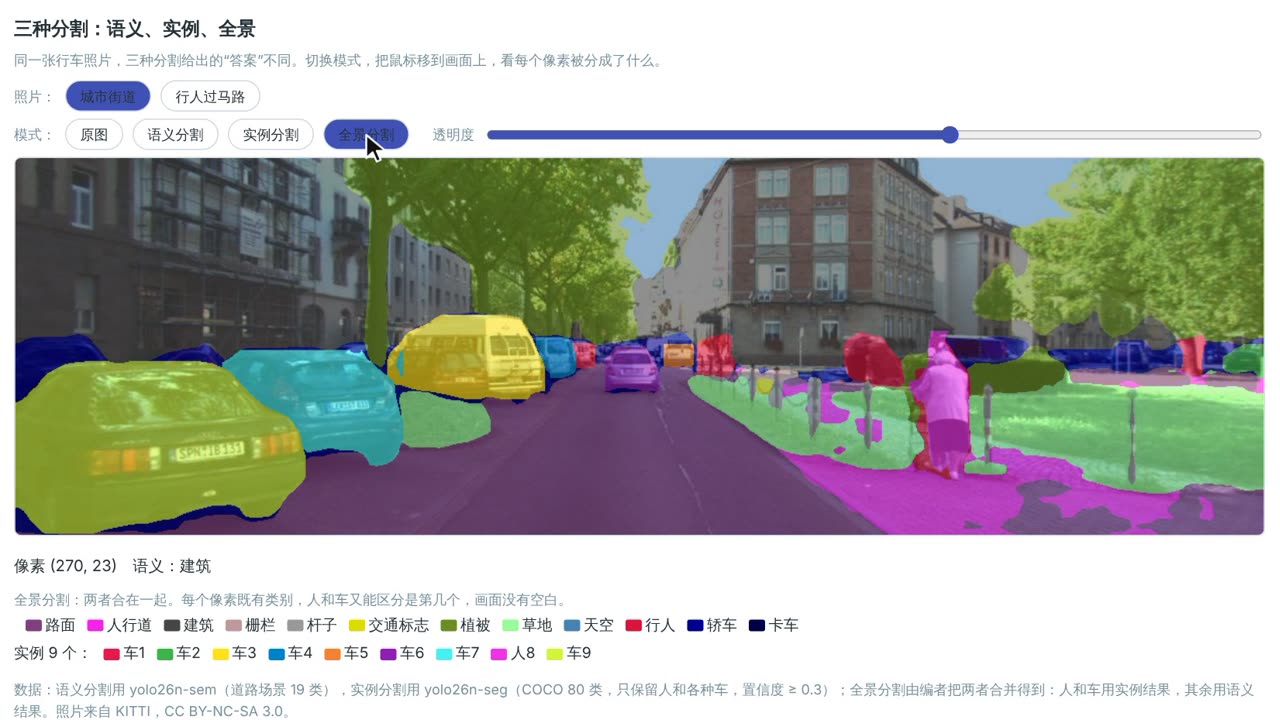 三种分割：语义、实例、全景
同一张行车照片，三种分割给出的“答案”不同。切换模式，把鼠标移到画面上，看每个像素被分成了什么。
照片： 城市街道 行人过马路
模式： 原图 语义分割 实例分割 全景分割 透明度
HOTEL
SPN:IB 131
像素 (270, 23) 语义：建筑
全景分割：两者合在一起。每个像素既有类别，人和车又能区分是第几个，画面没有空白。
路面 人行道 建筑 栅栏 杆子 交通标志 植被 草地 天空 行人 轿车 卡车
实例 9 个： 车1 车2 车3 车4 车5 车6 车7 人8 车9
数据：语义分割用 yolo26n-sem（道路场景 19 类），实例分割用 yolo26n-seg（COCO 80 类，只保留人和各种车，置信度 ≥ 0.3）；全景分割由编者把两者合并得到：人和车用实例结果，其余用语义
结果。照片来自 KITTI，CC BY-NC-SA 3.0。